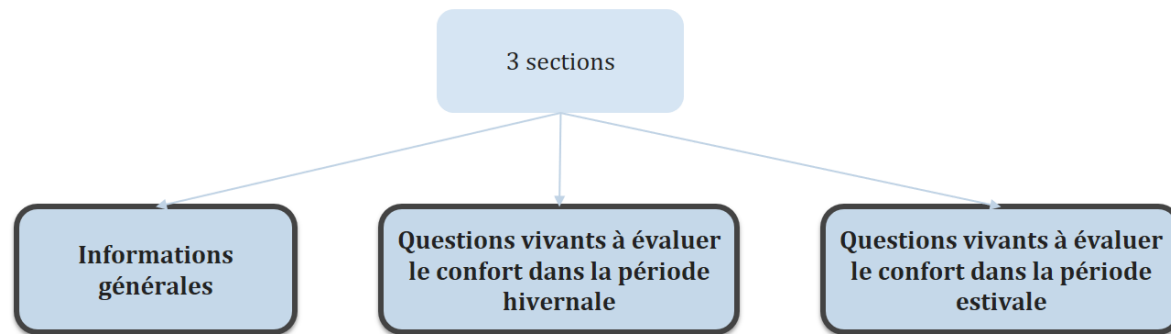 3 sections
Informations
générales
Questions vivants à évaluer
le confort dans la période
hivernale
Questions vivants à évaluer
le confort dans la période
estivale